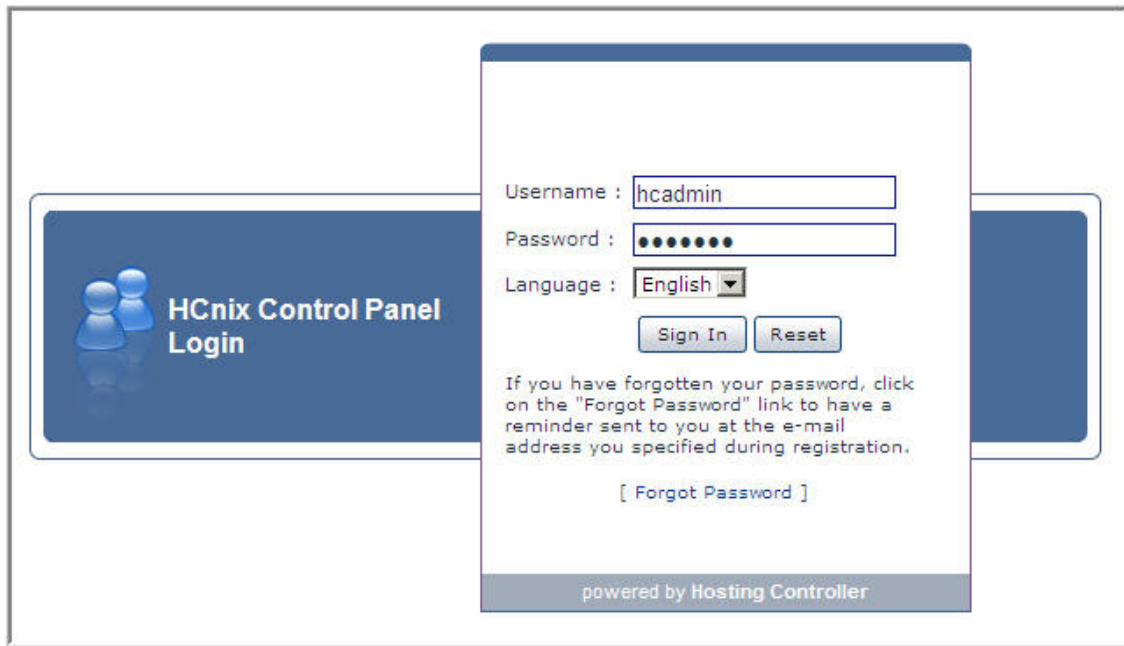 Username : hcadmin
Password : ●●●●●●●
Language : English
HCnix Control Panel
Login
Sign In Reset
If you have forgotten your password, click
on the "Forgot Password" link to have a
reminder sent to you at the e-mail
address you specified during registration.
[ Forgot Password ]
powered by Hosting Controller